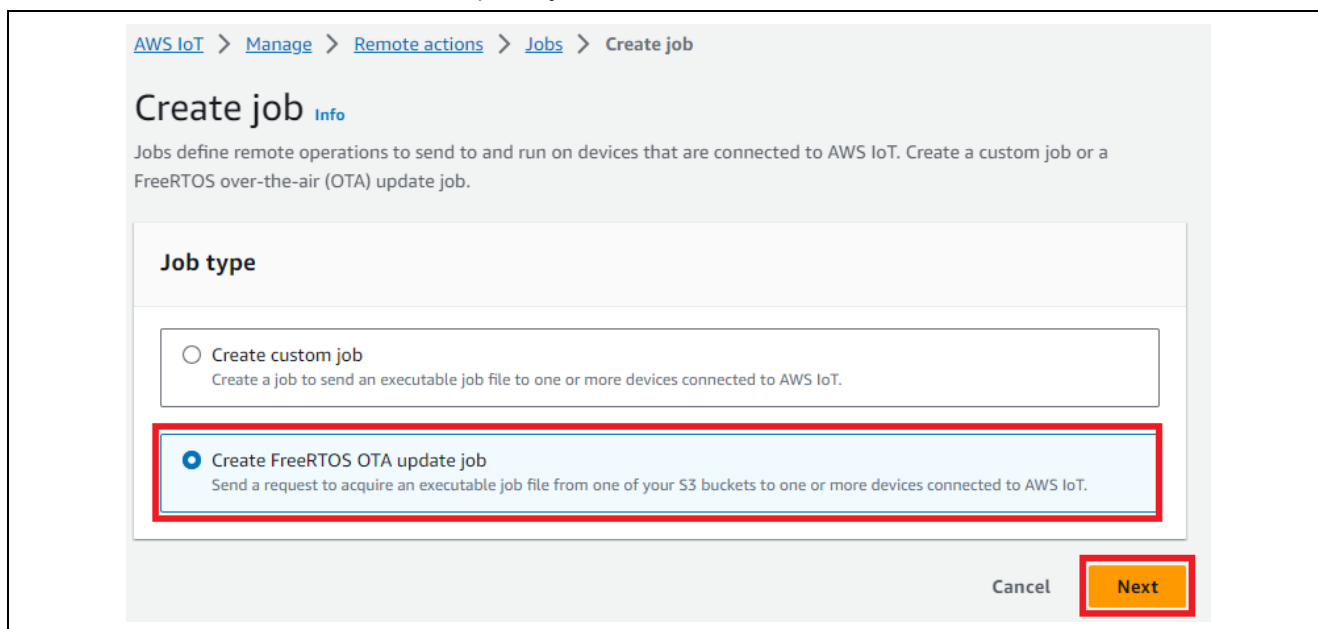 AWS IoT > Manage > Remote actions > Jobs > Create job
Create job Info
Jobs define remote operations to send to and run on devices that are connected to AWS IoT. Create a custom job or a
FreeRTOS over-the-air (OTA) update job.
Job type
Create custom job
Create a job to send an executable job file to one or more devices connected to AWS IoT.
Create FreeRTOS OTA update job
Send a request to acquire an executable job file from one of your S3 buckets to one or more devices connected to AWS IoT.
Cancel Next